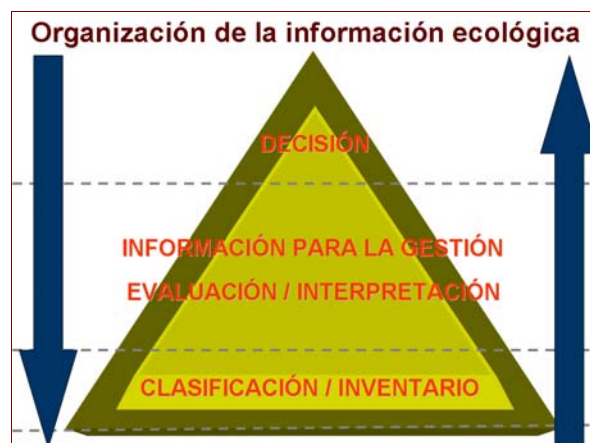 Organización de la información ecológica
DECISIÓN
INFORMACIÓN PARA LA GESTIÓN
EVALUACIÓN / INTERPRETACIÓN
CLASIFICACIÓN / INVENTARIO